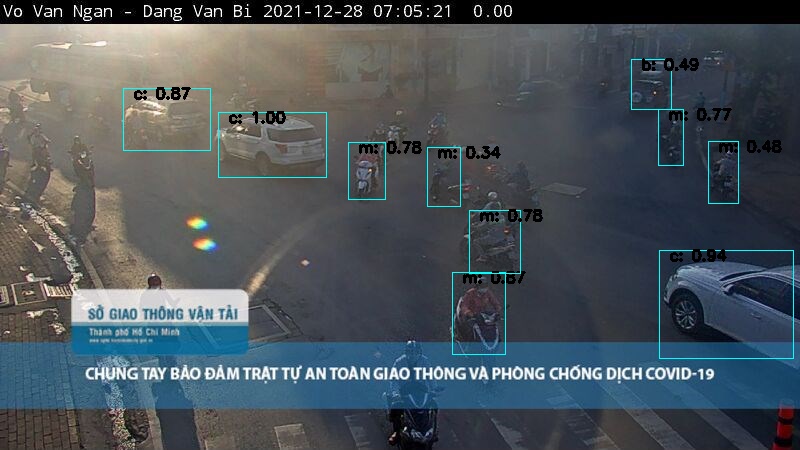 Vo Van Ngan - Dang Van Bi 2021-12-28 07:05:21 0.00
b: 0.49
c: 0.87
m: 0.77
c: 1.00
m: 0.78
m: 0.34
m: 0.48
m: 0.78
c: 0.94
m: 0.87
SỞ GIAO THÔNG VẬN TẢI
Thành phố Hồ Chí Minh
CHUNG TAY BẢO ĐẢM TRẬT TỰ AN TOÀN GIAO THÔNG VÀ PHÒNG CHỐNG DỊCH COVID-19